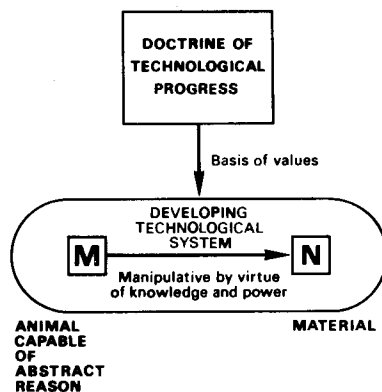 DOCTRINE OF
TECHNOLOGICAL
PROGRESS
Basis of values
DEVELOPING
TECHNOLOGICAL
SYSTEM
M
N
Manipulative by virtue
of knowledge and power
ANIMAL
CAPABLE
OF
ABSTRACT
REASON
MATERIAL